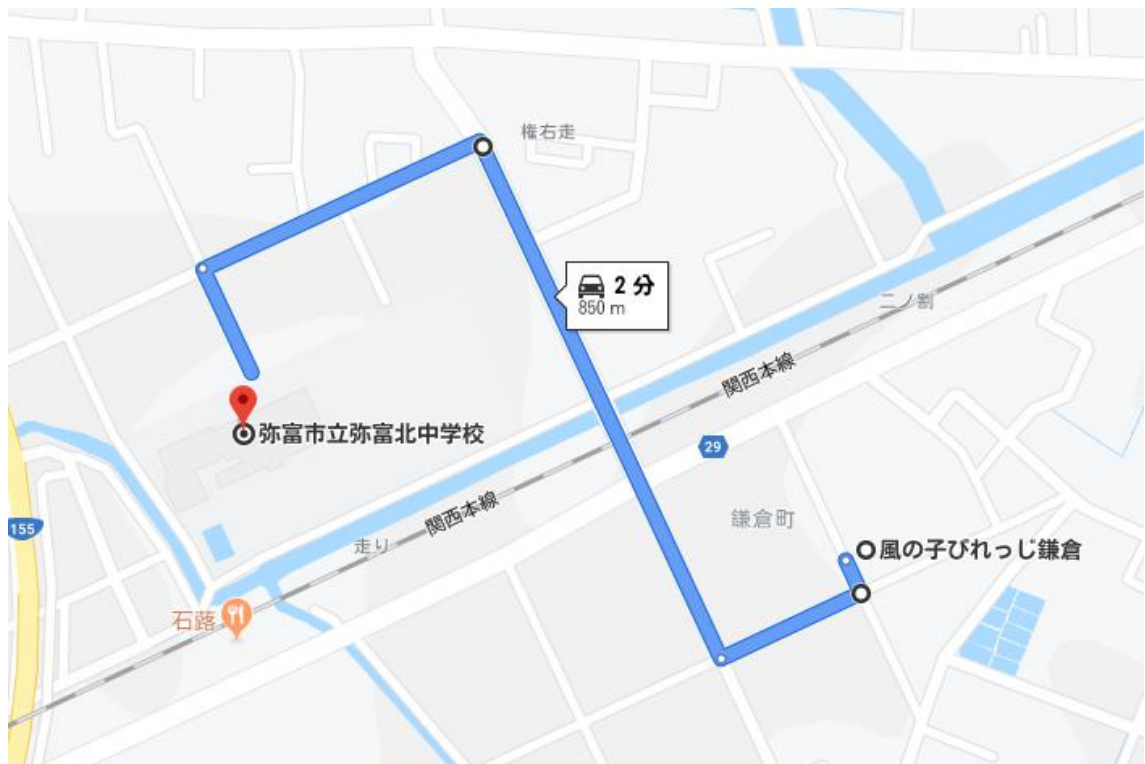 権右走
2 分
850 m
二ノ割
関西本線
弥富市立弥富北中学校
29
関西本線
鎌倉町
155
走り
風の子びれっじ鎌倉
石蕗